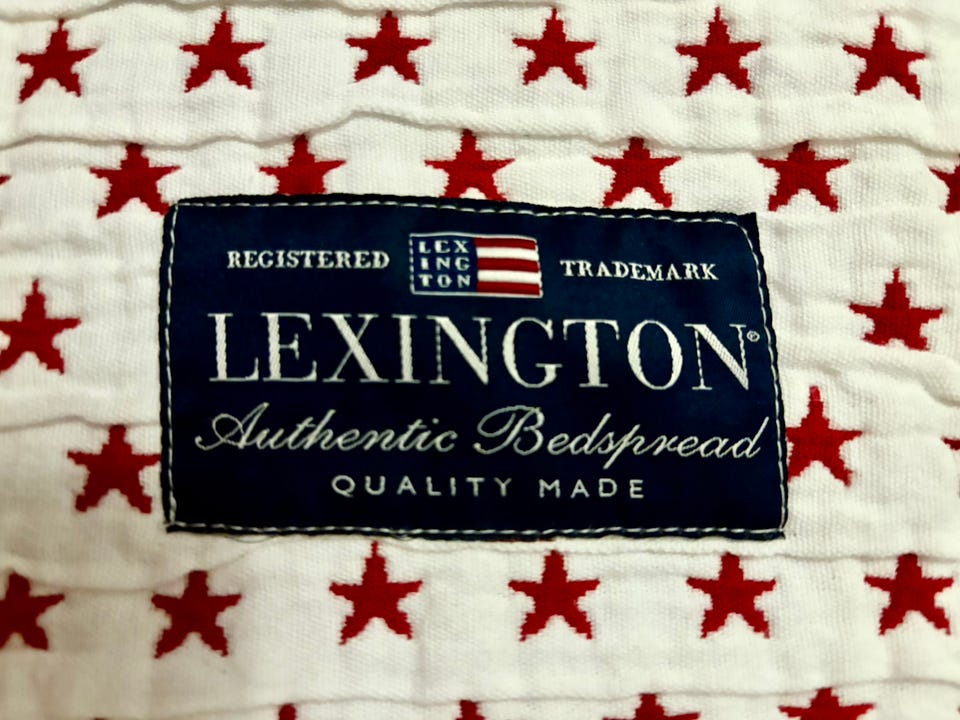 REGISTERED LEX ING TON TRADEMARK
LEXINGTON®
Authentic Bedspread
QUALITY MADE